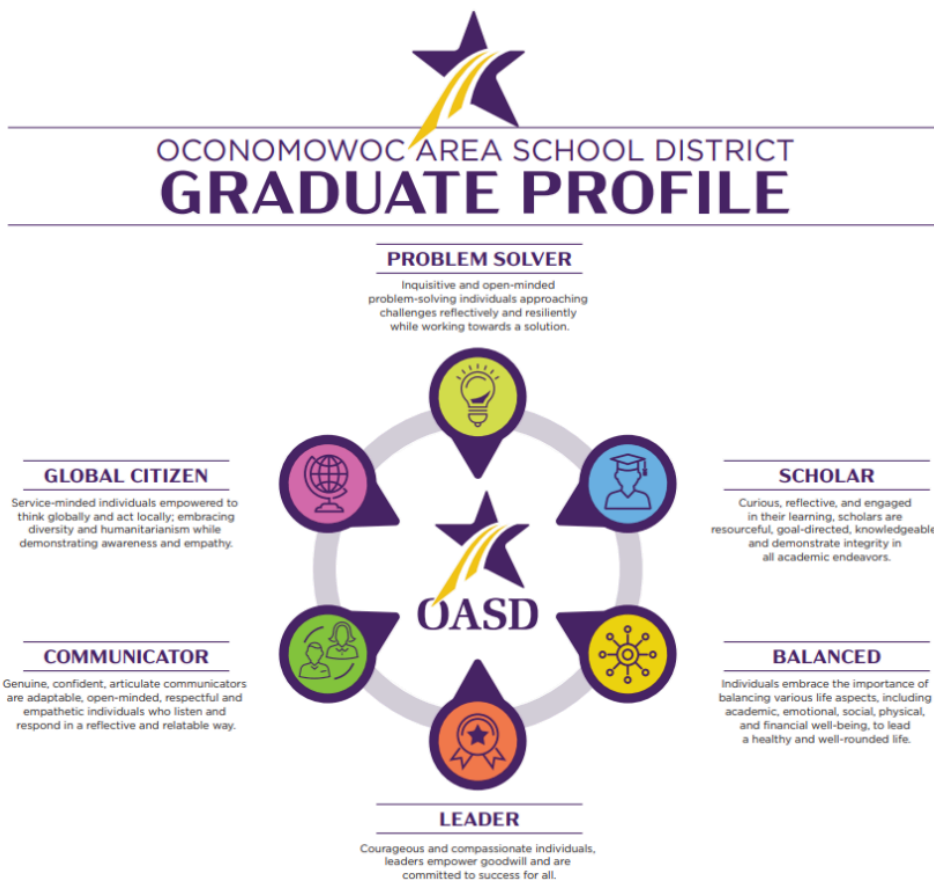 OCONOMOWOC AREA SCHOOL DISTRICT
GRADUATE PROFILE
PROBLEM SOLVER
Inquisitive and open-minded
problem-solving individuals approaching
challenges reflectively and resiliently
while working towards a solution.
GLOBAL CITIZEN
Service-minded individuals empowered to
think globally and act locally; embracing
diversity and humanitarianism while
demonstrating awareness and empathy.
SCHOLAR
Curious, reflective, and engaged
in their learning, scholars are
resourceful, goal-directed, knowledgeable
and demonstrate integrity in
all academic endeavors.
OASD
COMMUNICATOR
Genuine, confident, articulate communicators
are adaptable, open-minded, respectful and
empathetic individuals who listen and
respond in a reflective and relatable way.
BALANCED
Individuals embrace the importance of
balancing various life aspects, including
academic, emotional, social, physical,
and financial well-being, to lead
a healthy and well-rounded life.
LEADER
Courageous and compassionate individuals,
leaders empower goodwill and are
committed to success for all.